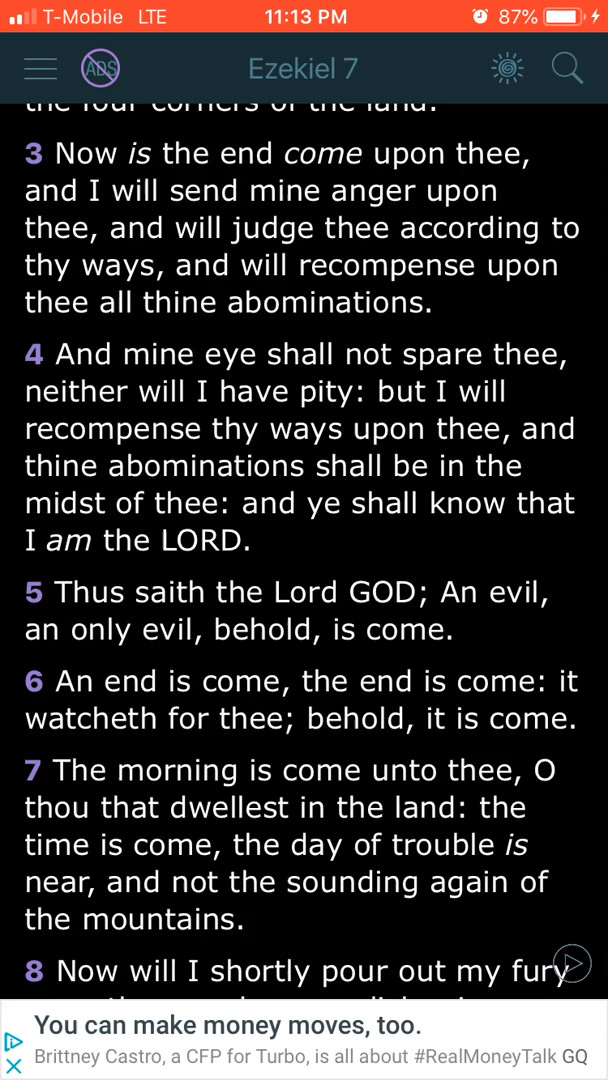 T-Mobile LTE 11:13 PM 87%
ADS Ezekiel 7
the four corners of the land.
3 Now is the end come upon thee,
and I will send mine anger upon
thee, and will judge thee according to
thy ways, and will recompense upon
thee all thine abominations.
4 And mine eye shall not spare thee,
neither will I have pity: but I will
recompense thy ways upon thee, and
thine abominations shall be in the
midst of thee: and ye shall know that
I am the LORD.
5 Thus saith the Lord GOD; An evil,
an only evil, behold, is come.
6 An end is come, the end is come: it
watcheth for thee; behold, it is come.
7 The morning is come unto thee, O
thou that dwellest in the land: the
time is come, the day of trouble is
near, and not the sounding again of
the mountains.
8 Now will I shortly pour out my fury
You can make money moves, too.
Brittney Castro, a CFP for Turbo, is all about #RealMoneyTalk GQ